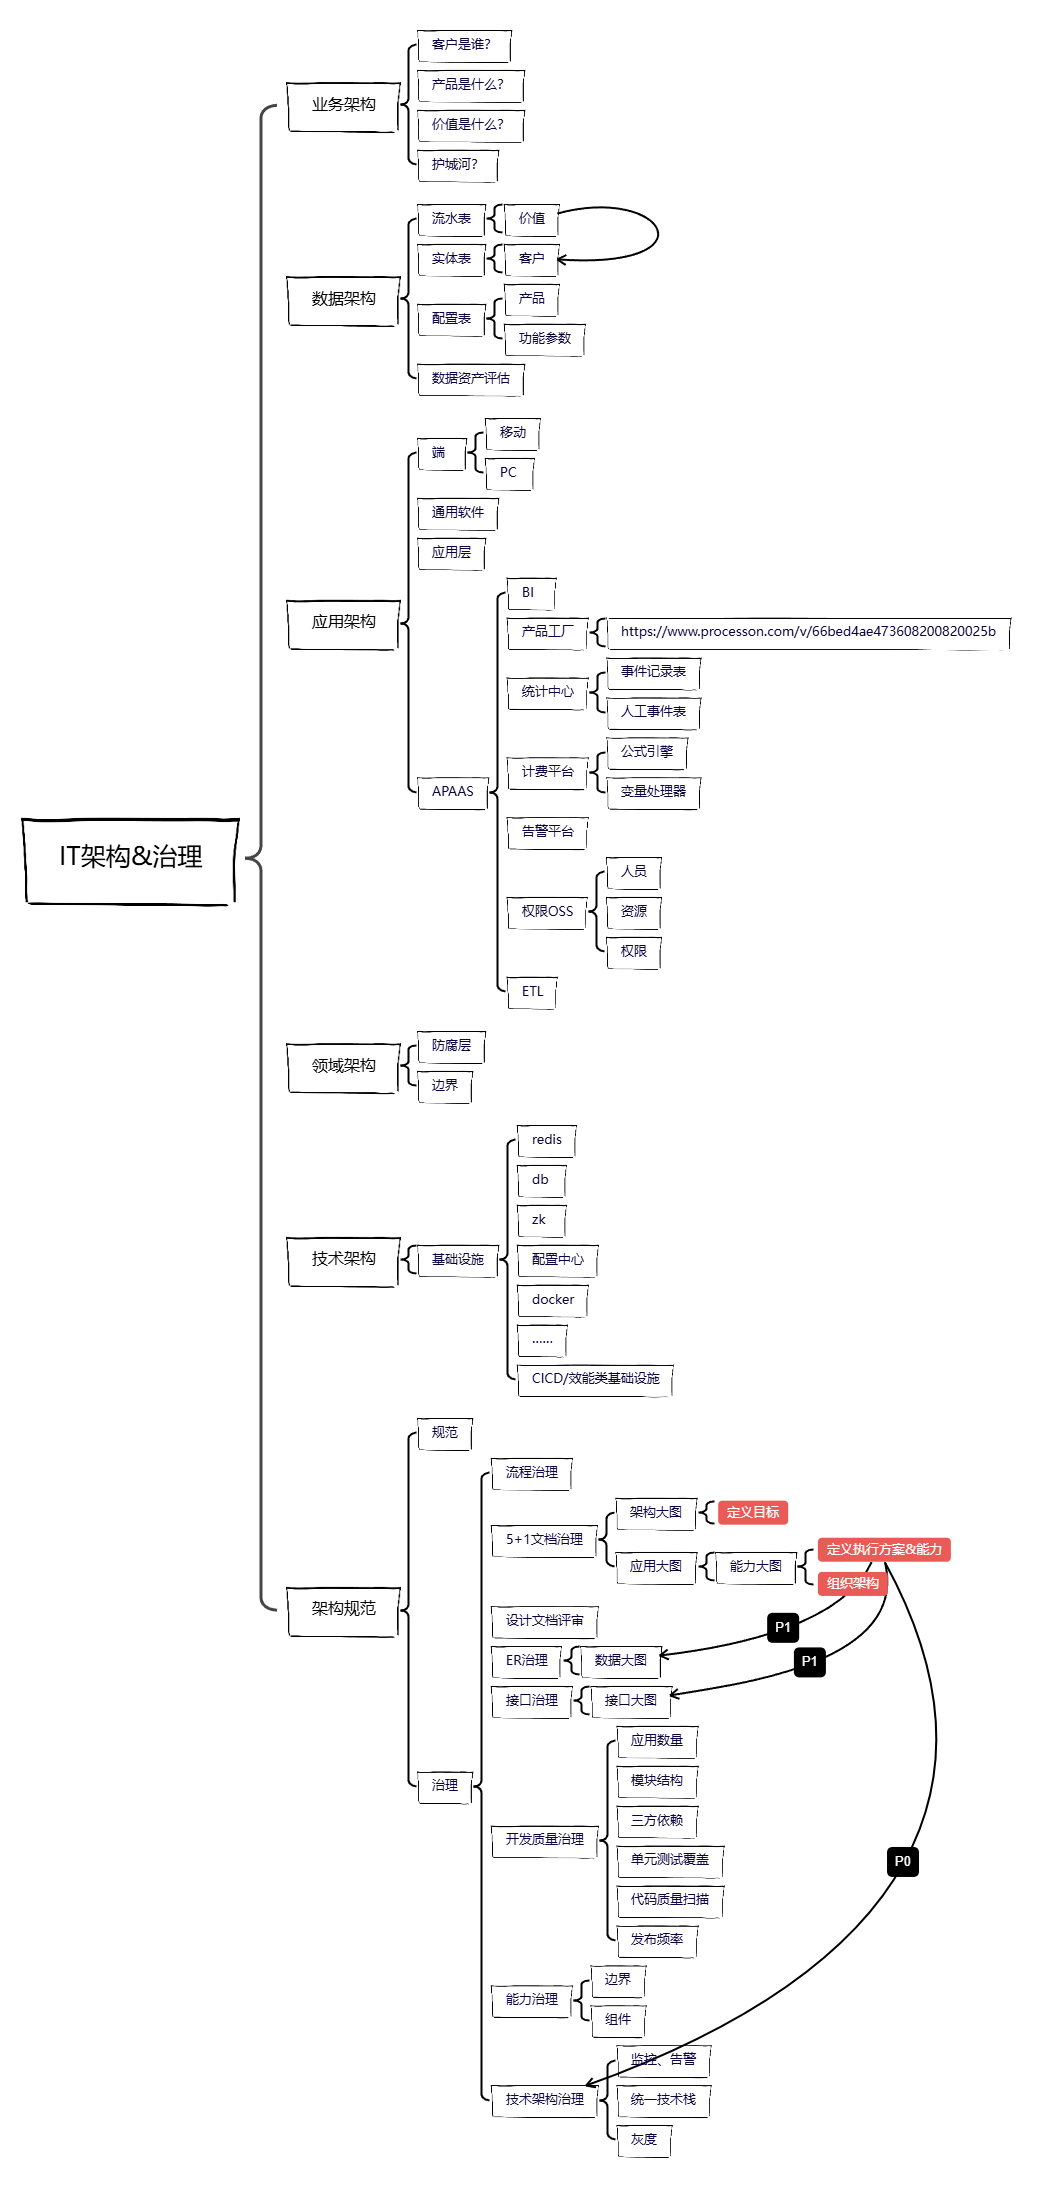 IT架构&治理
业务架构
客户是谁?
产品是什么?
价值是什么?
护城河?
数据架构
流水表
价值
实体表
客户
配置表
产品
功能参数
数据资产评估
应用架构
端
移动
PC
通用软件
应用层
APAAS
BI
产品工厂
https://www.processon.com/v/66bed4ae473608200820025b
统计中心
事件记录表
人工事件表
计费平台
公式引擎
变量处理器
告警平台
权限OSS
人员
资源
权限
ETL
领域架构
防腐层
边界
技术架构
基础设施
redis
db
zk
配置中心
docker
......
CICD/效能类基础设施
架构规范
规范
治理
流程治理
5+1文档治理
架构大图
定义目标
应用大图
能力大图
定义执行方案&能力
组织架构
设计文档评审
P1
ER治理
数据大图
P1
接口治理
接口大图
开发质量治理
应用数量
模块结构
三方依赖
单元测试覆盖
P0
代码质量扫描
发布频率
能力治理
边界
组件
技术架构治理
监控、告警
统一技术栈
灰度